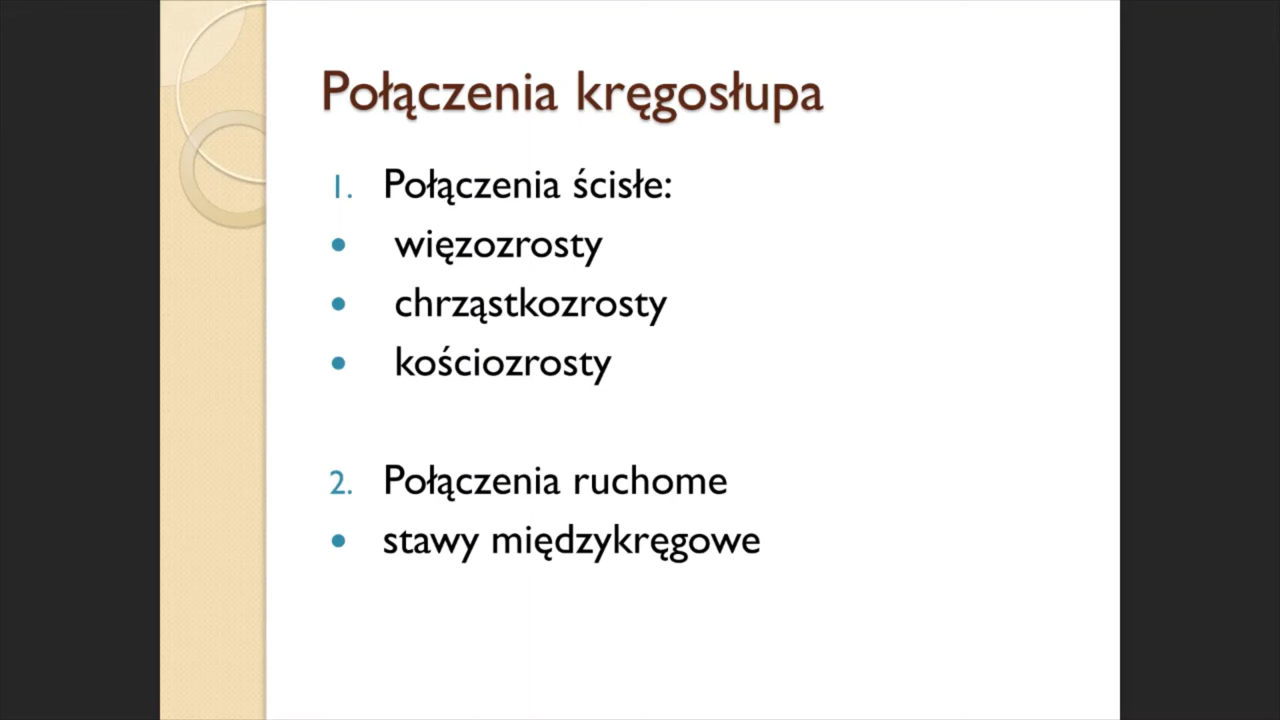 Połączenia kręgosłupa
1. Połączenia ścisłe:
• więzozrosty
• chrząstkozrosty
• kościozrosty
2. Połączenia ruchome
• stawy międzykręgowe